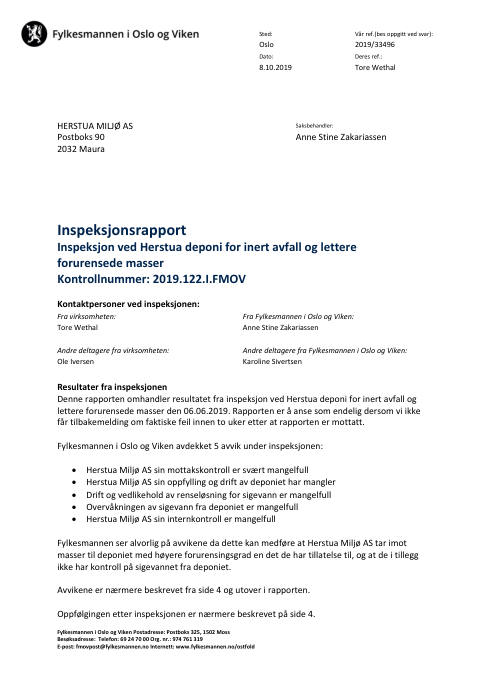 Fylkesmannen i Oslo og Viken
Sted:
Oslo
Dato:
8.10.2019
Vår ref.(bes oppgitt ved svar):
2019/33496
Deres ref.:
Tore Wethal
HERSTUA MILJØ AS
Postboks 90
2032 Maura
Saksbehandler:
Anne Stine Zakariassen
Inspeksjonsrapport
Inspeksjon ved Herstua deponi for inert avfall og lettere
forurensede masser
Kontrollnummer: 2019.122.I.FMOV
Kontaktpersoner ved inspeksjonen:
Fra virksomheten:
Tore Wethal
Fra Fylkesmannen i Oslo og Viken:
Anne Stine Zakariassen
Andre deltagere fra virksomheten:
Ole Iversen
Andre deltagere fra Fylkesmannen i Oslo og Viken:
Karoline Sivertsen
Resultater fra inspeksjonen
Denne rapporten omhandler resultatet fra inspeksjon ved Herstua deponi for inert avfall og
lettere forurensede masser den 06.06.2019. Rapporten er å anse som endelig dersom vi ikke
får tilbakemelding om faktiske feil innen to uker etter at rapporten er mottatt.
Fylkesmannen i Oslo og Viken avdekket 5 avvik under inspeksjonen:
• Herstua Miljø AS sin mottakskontroll er svært mangelfull
• Herstua Miljø AS sin oppfylling og drift av deponiet har mangler
• Drift og vedlikehold av renseløsning for sigevann er mangelfull
• Overvåkningen av sigevann fra deponiet er mangelfull
• Herstua Miljø AS sin internkontroll er mangelfull
Fylkesmannen ser alvorlig på avvikene da dette kan medføre at Herstua Miljø AS tar imot
masser til deponiet med høyere forurensingsgrad en det de har tillatelse til, og at de i tillegg
ikke har kontroll på sigevannet fra deponiet.
Avvikene er nærmere beskrevet fra side 4 og utover i rapporten.
Oppfølgingen etter inspeksjonen er nærmere beskrevet på side 4.
Fylkesmannen i Oslo og Viken Postadresse: Postboks 325, 1502 Moss
Besøksadresse: Telefon: 69 24 70 00 Org. nr.: 974 761 319
E-post: fmovpost@fylkesmannen.no Internett: www.fylkesmannen.no/ostfold